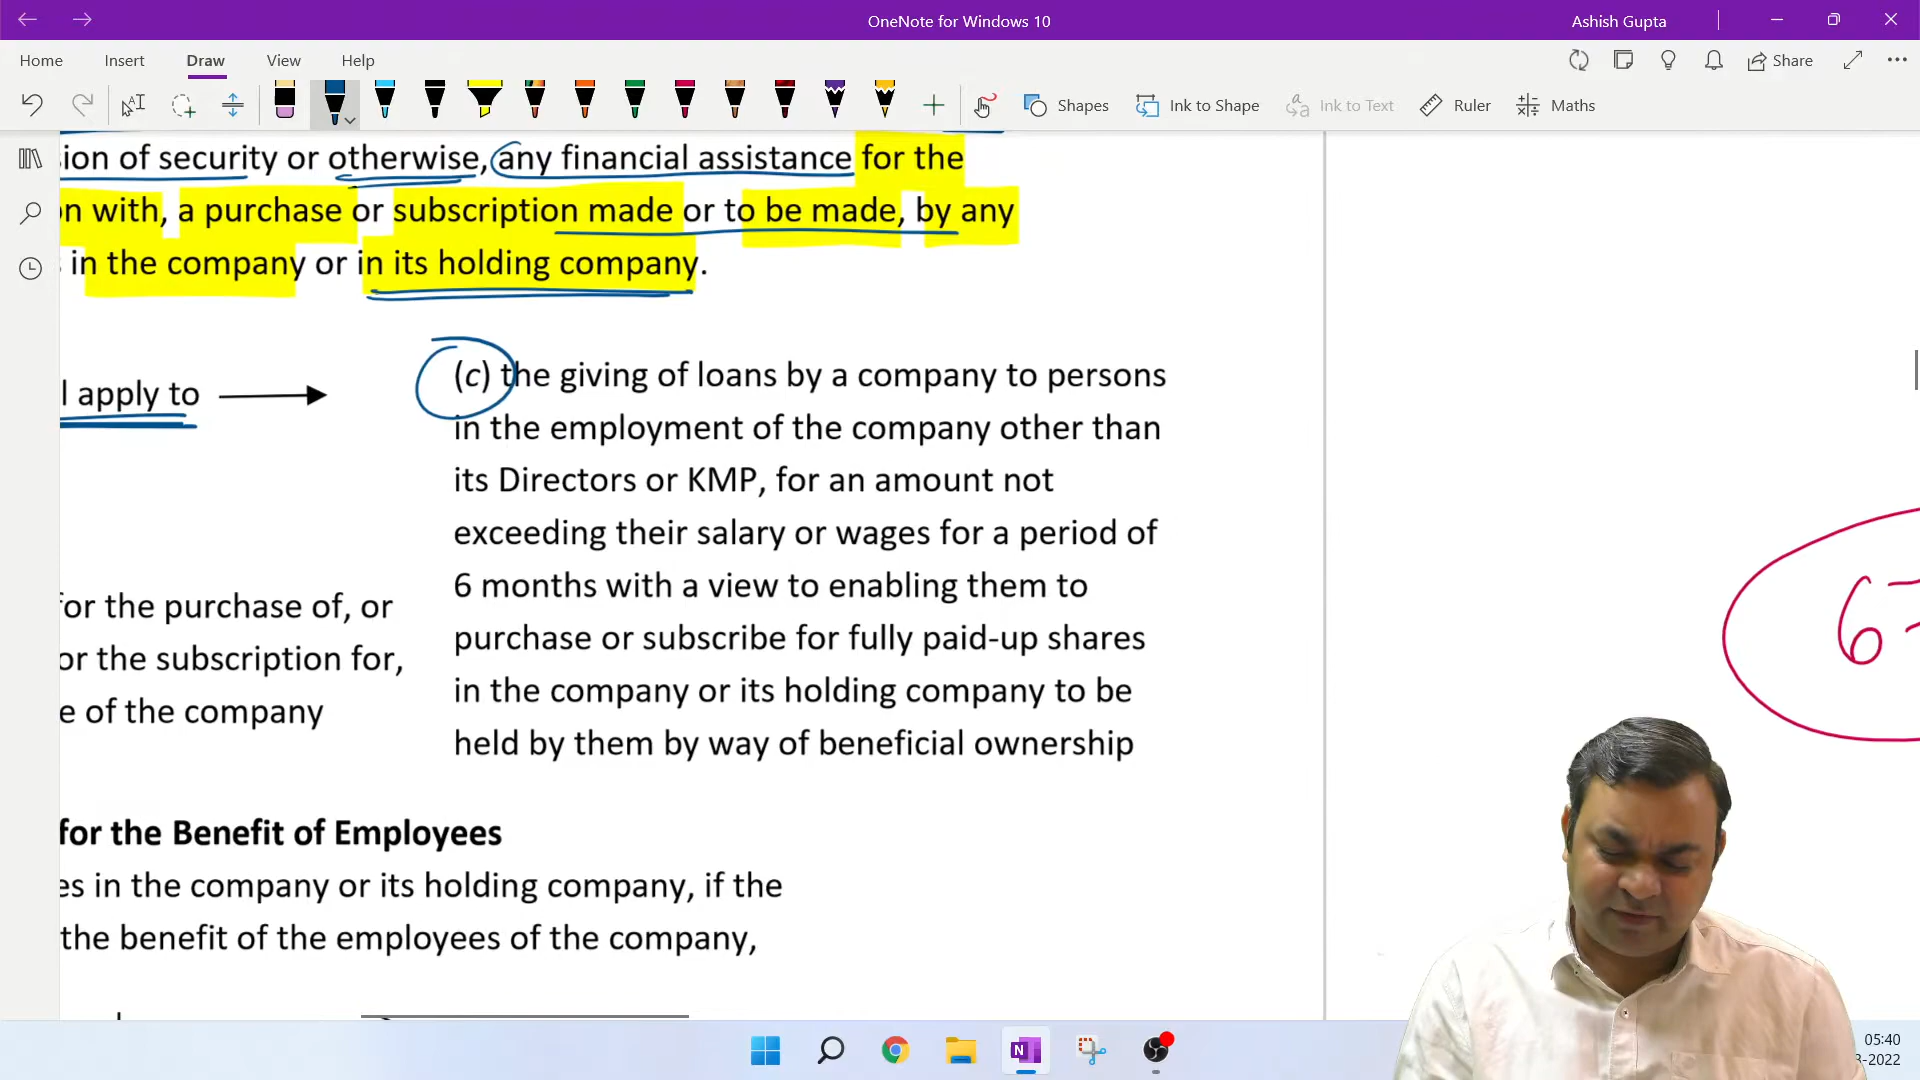 OneNote for Windows 10
Ashish Gupta
Home Insert Draw View Help
Share
Shapes Ink to Shape Ink to Text Ruler Maths
ion of security or otherwise, any financial assistance for the
on with, a purchase or subscription made or to be made, by any
in the company or in its holding company.
l apply to
(c) the giving of loans by a company to persons
in the employment of the company other than
its Directors or KMP, for an amount not
exceeding their salary or wages for a period of
6 months with a view to enabling them to
purchase or subscribe for fully paid-up shares
in the company or its holding company to be
held by them by way of beneficial ownership
for the purchase of, or
or the subscription for,
e of the company
6
for the Benefit of Employees
es in the company or its holding company, if the
the benefit of the employees of the company,
05:40
3-2022